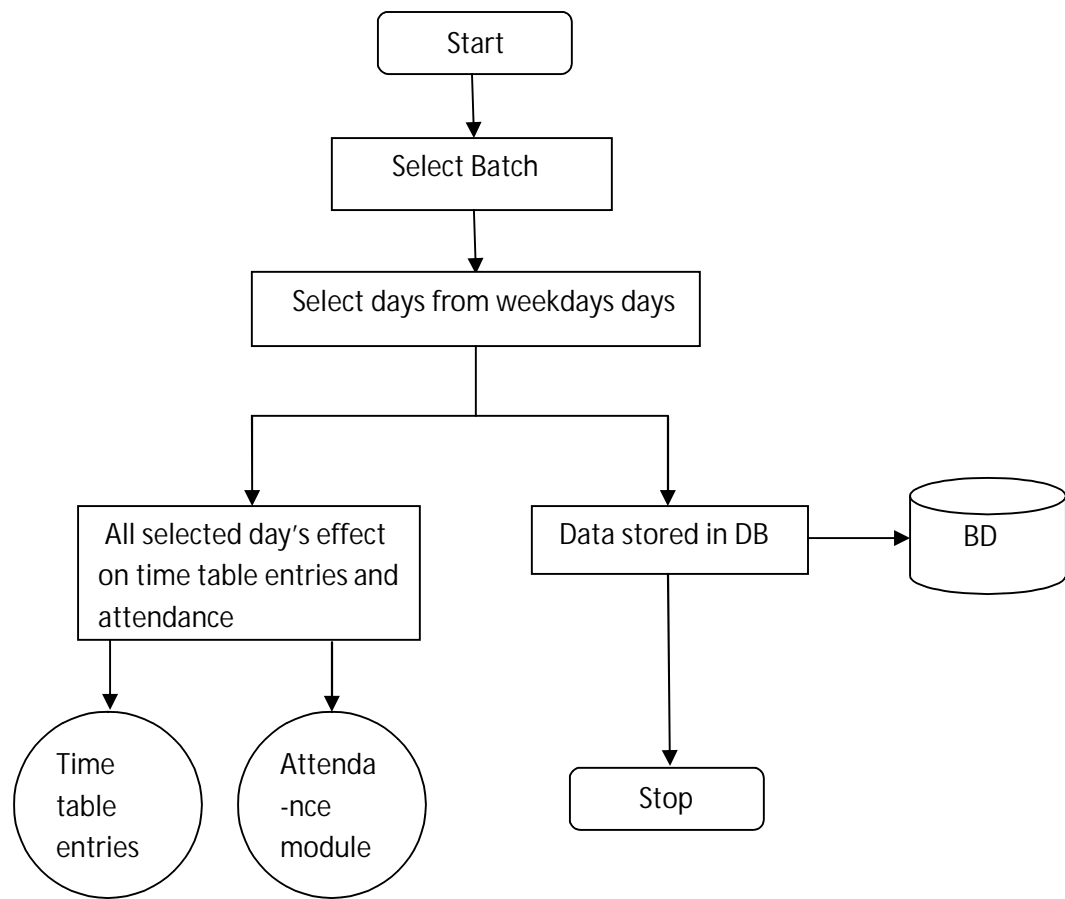 Start
Select Batch
Select days from weekdays days
All selected day’s effect
on time table entries and
attendance
Data stored in DB
BD
Time
table
entries
Attenda
-nce
module
Stop